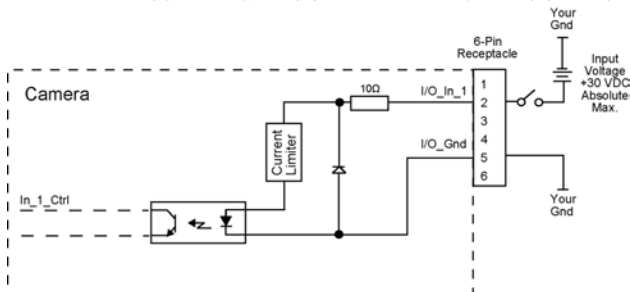 Your
Gnd
6-Pin
Receptacle
Input
Voltage
+30 VDC
Absolute
Max.
Camera
10Ω
I/O_In_1
1
2
3
4
5
6
Current
Limiter
I/O_Gnd
In_1_Ctrl
Your
Gnd